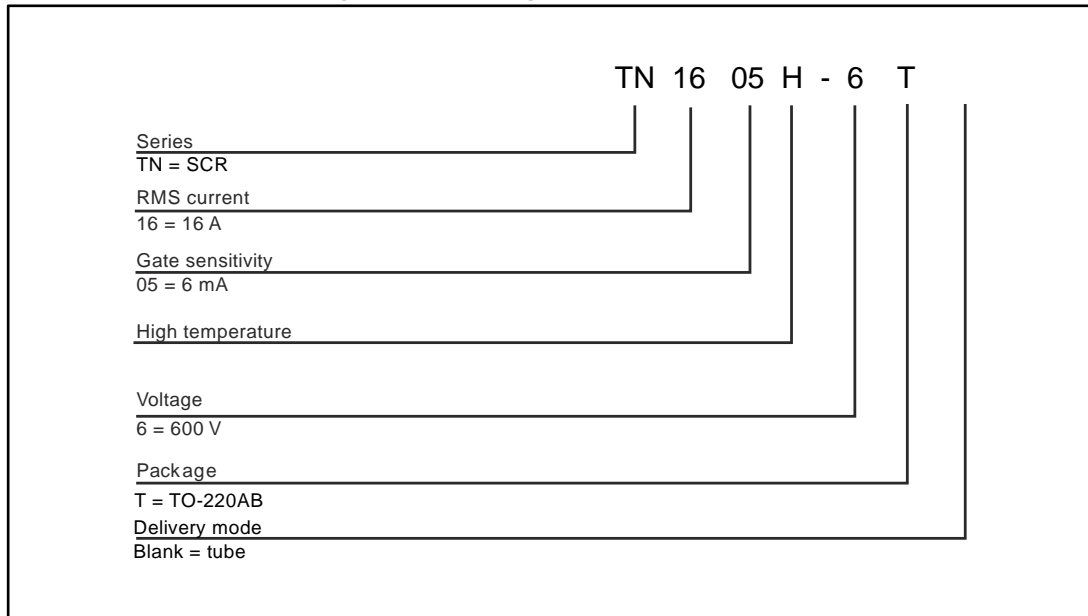 TN 16 05 H - 6 T
Series
TN = SCR
RMS current
16 = 16 A
Gate sensitivity
05 = 6 mA
High temperature
Voltage
6 = 600 V
Package
T = TO-220AB
Delivery mode
Blank = tube